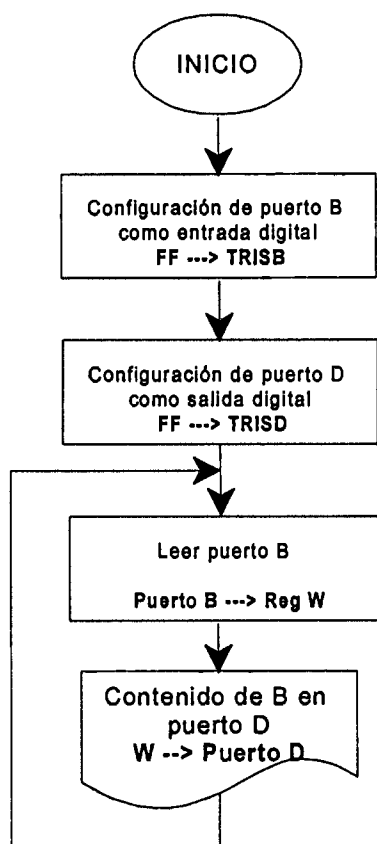 INICIO
Configuración de puerto B
como entrada digital
FF ---> TRISB
Configuración de puerto D
como salida digital
FF ---> TRISD
Leer puerto B
Puerto B ---> Reg W
Contenido de B en
puerto D
W --> Puerto D